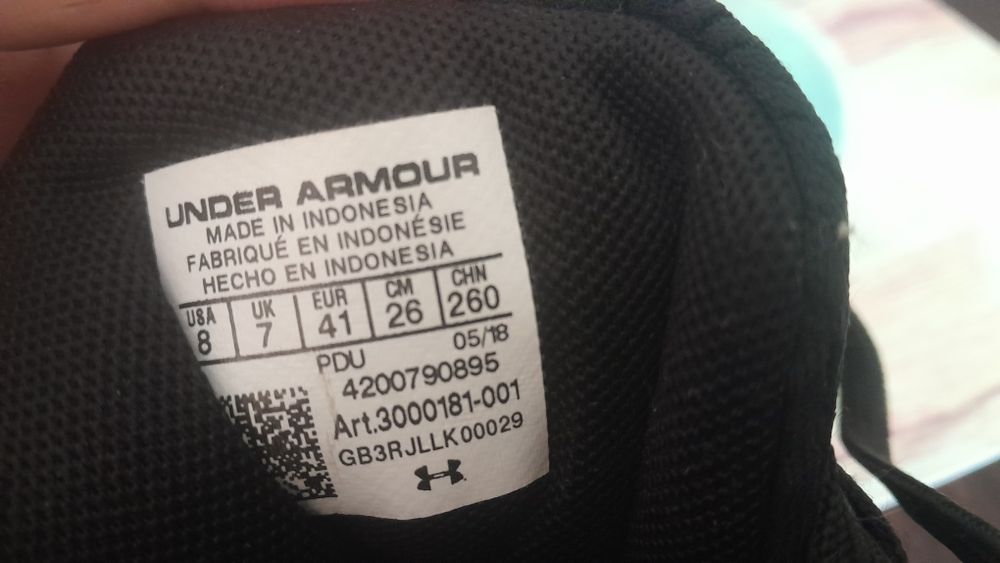 UNDER ARMOUR
MADE IN INDONESIA
FABRIQUÉ EN INDONÉSIE
HECHO EN INDONESIA
USA UK EUR CM CHN
8 7 41 26 260
PDU 05/18
4200790895
Art.3000181-001
GB3RJLLK00029